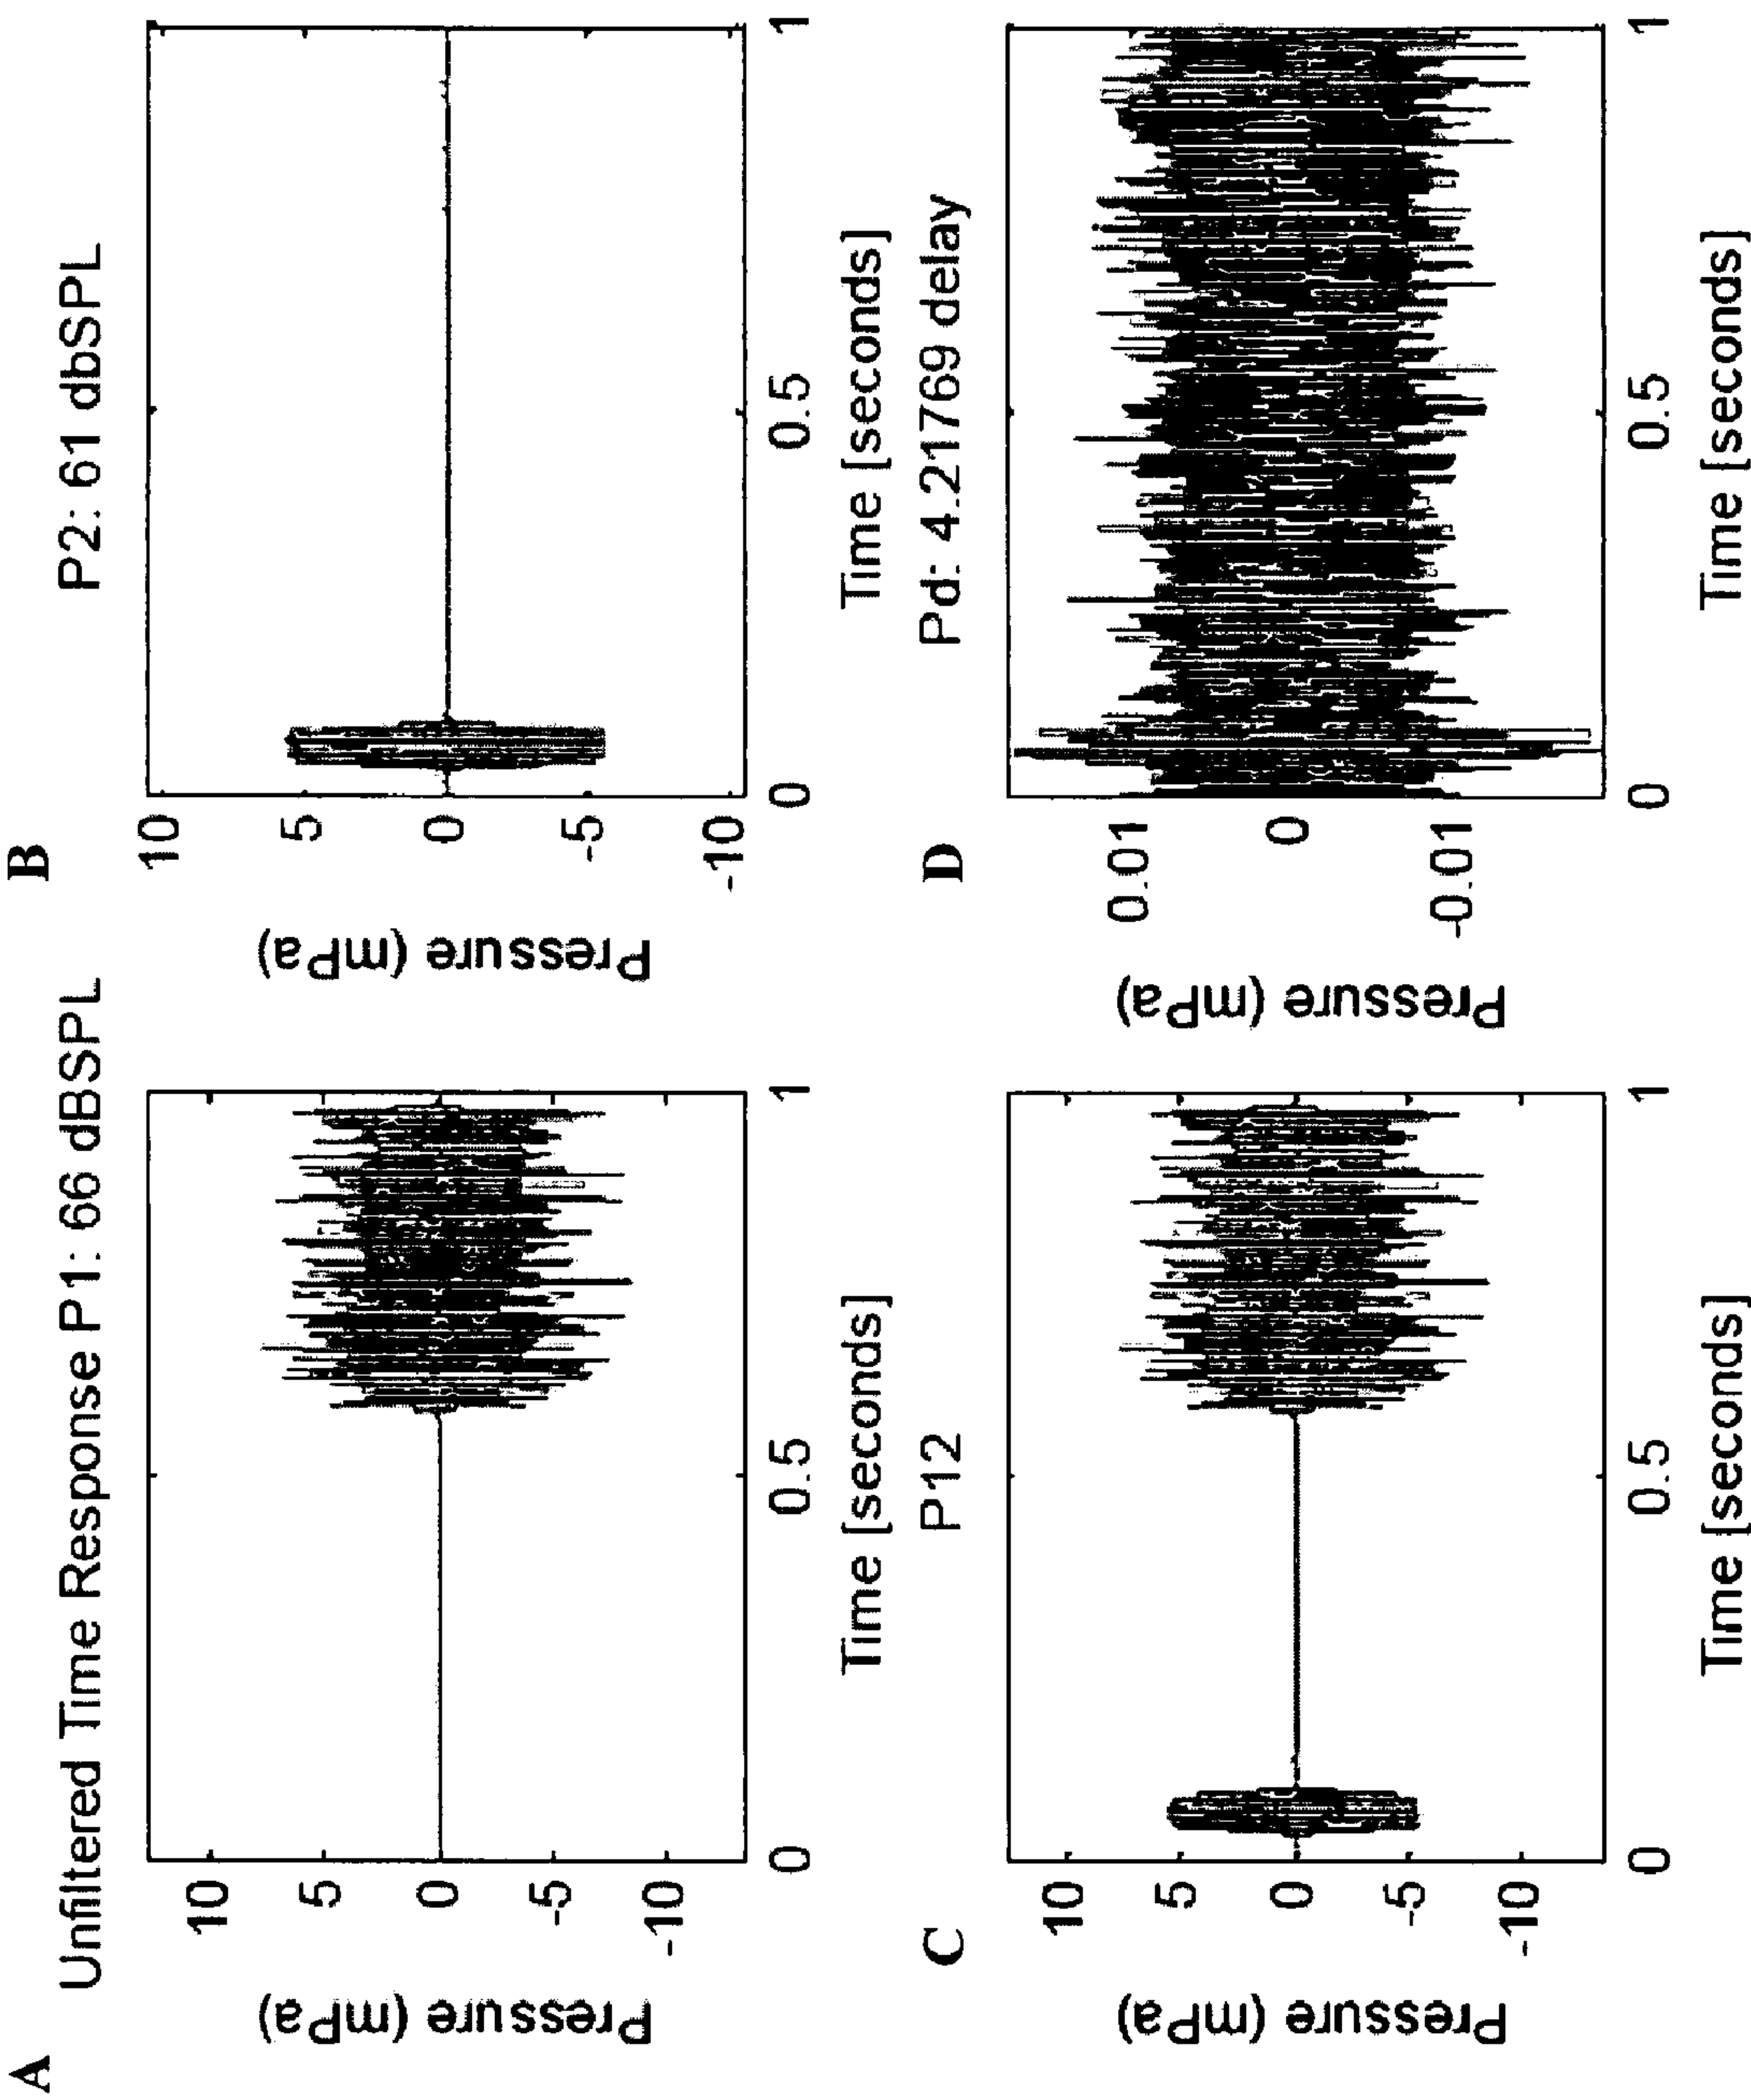 A
Unfiltered Time Response P1: 66 dBSPL
Pressure (mPa)
10
5
0
-5
-10
0
0.5
1
Time [seconds]
B
P2: 61 dbSPL
Pressure (mPa)
10
5
0
-5
-10
0
0.5
1
Time [seconds]
C
P12
Pressure (mPa)
10
5
0
-5
-10
0
0.5
1
Time [seconds]
D
Pd: 4.21769 delay
Pressure (mPa)
0.01
0
-0.01
0
0.5
1
Time [seconds]